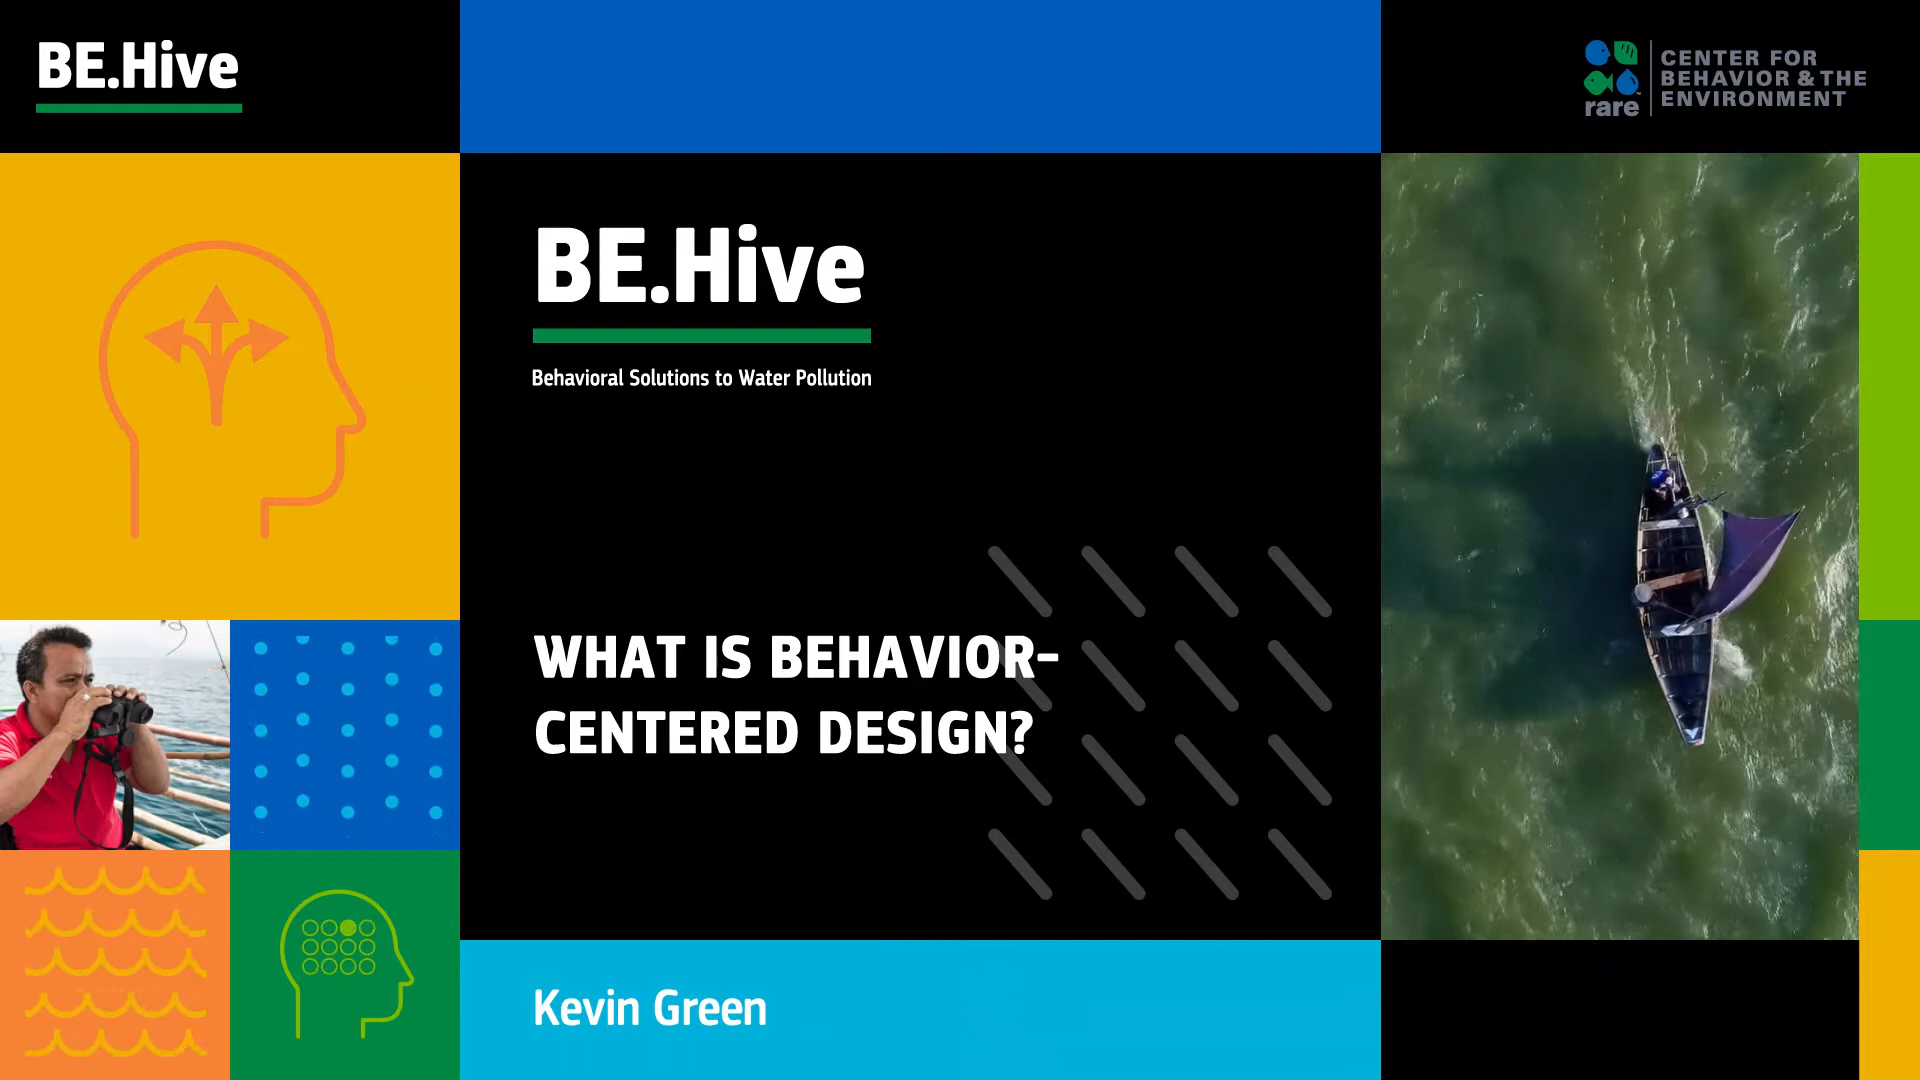 BE.Hive
rare
CENTER FOR
BEHAVIOR & THE
ENVIRONMENT
BE.Hive
Behavioral Solutions to Water Pollution
WHAT IS BEHAVIOR-
CENTERED DESIGN?
Kevin Green